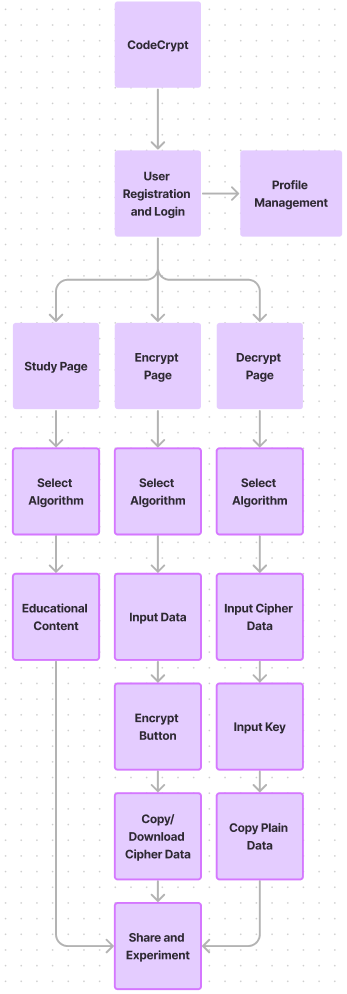 CodeCrypt
User
Registration
and Login
Profile
Management
Study Page
Encrypt
Page
Decrypt
Page
Select
Algorithm
Select
Algorithm
Select
Algorithm
Educational
Content
Input Data
Input Cipher
Data
Encrypt
Button
Input Key
Copy/
Download
Cipher Data
Copy Plain
Data
Share and
Experiment